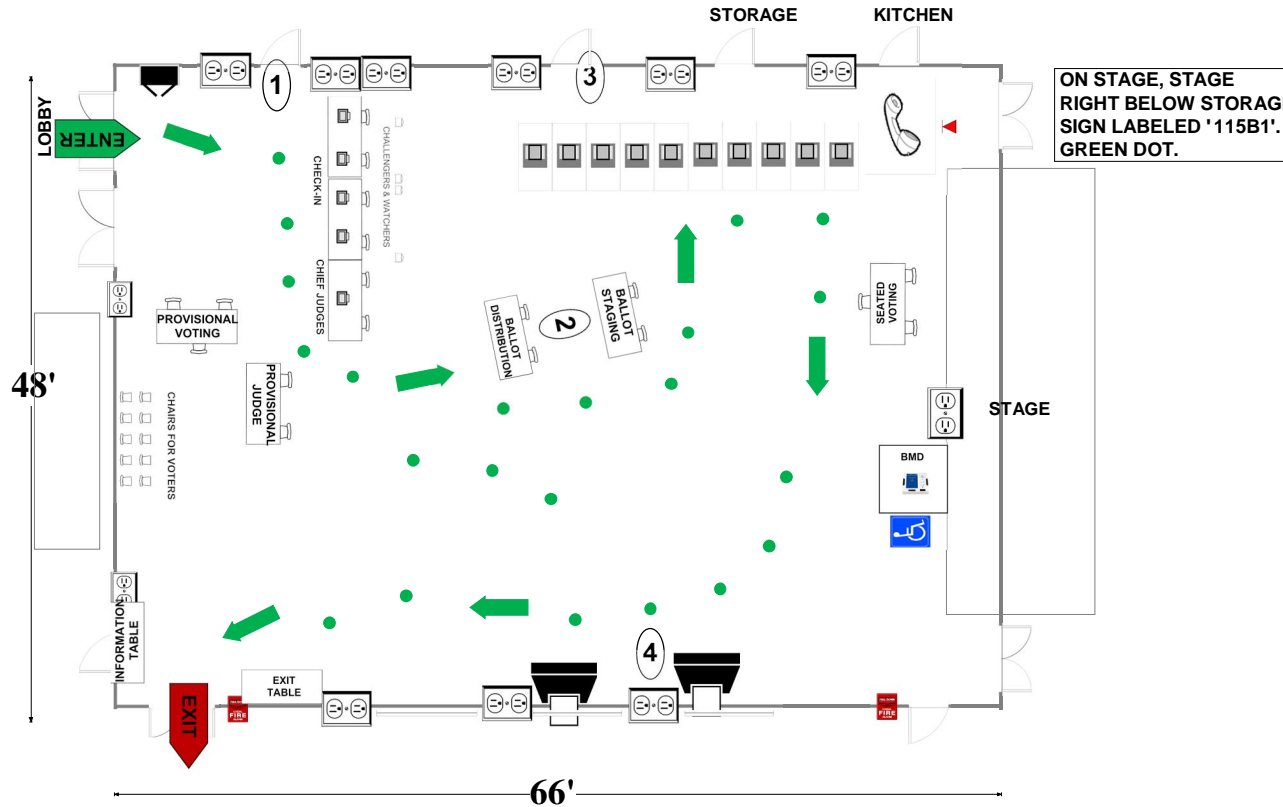 STORAGE
KITCHEN
ON STAGE, STAGE
RIGHT BELOW STORAG
SIGN LABELED '115B1'.
GREEN DOT.
LOBBY
ENTER
1
3
CHECK-IN
CHALLENGERS & WATCHERS
CHIEF JUDGES
PROVISIONAL
VOTING
PROVISIONAL
JUDGE
BALLOT
DISTRIBUTION
2
BALLOT
STAGING
SEATED
VOTING
48'
CHAIRS FOR VOTERS
STAGE
BMD
INFORMATION
TABLE
EXIT
TABLE
EXIT
FIRE
4
FIRE
66'